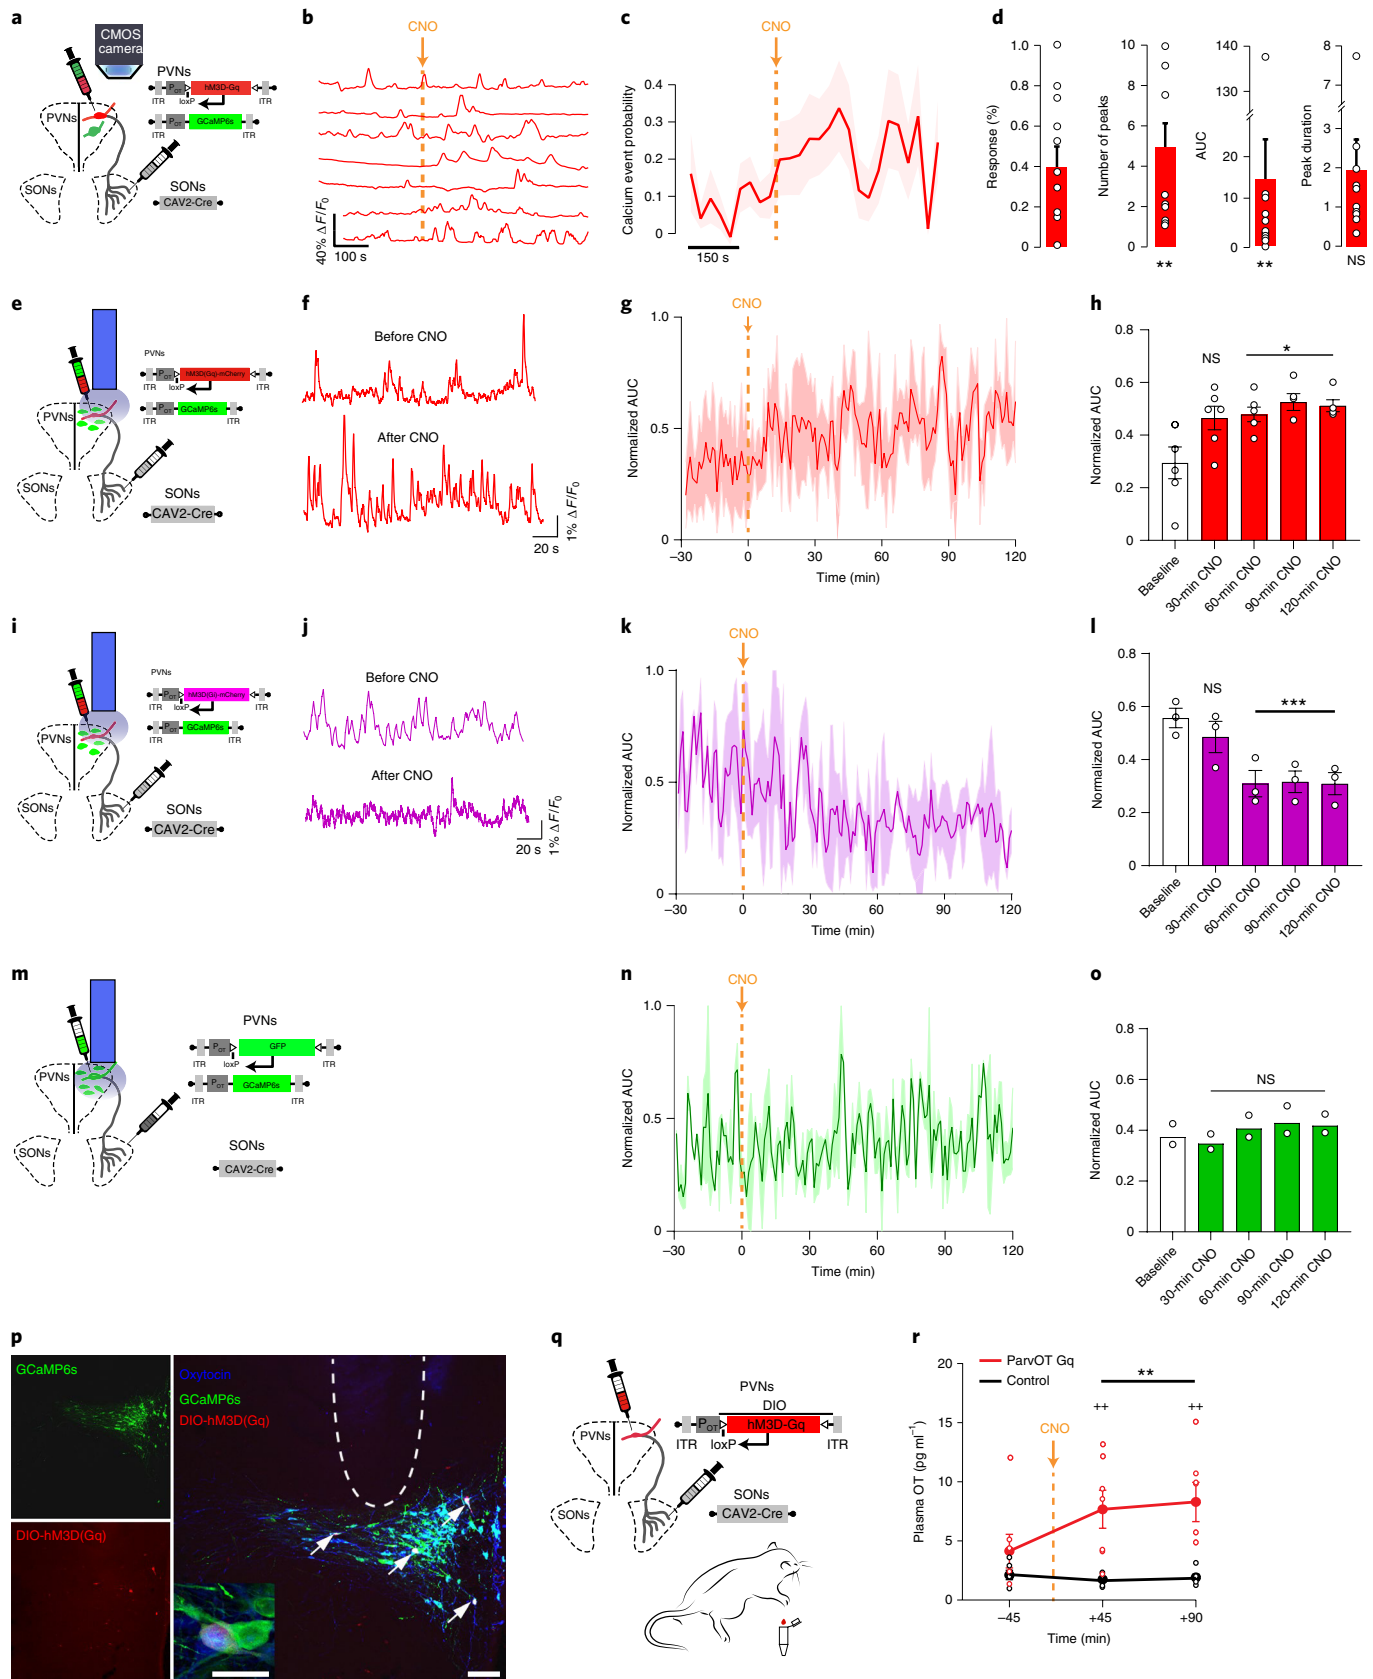 a
CMOS
camera
PVNs
POT
hM3D-Gq
ITR
loxP
ITR
PVNs
POT
GCaMP6s
ITR
ITR
SONs
SONs
CAV2-Cre
b
CNO
40% ΔF/F0
100 s
c
CNO
Calcium event probability
0.4
0.3
0.2
0.1
0
150 s
d
Response (%)
1.0
0.8
0.6
0.4
0.2
0
Number of peaks
10
8
6
4
2
0
**
AUC
140
130
20
10
0
**
Peak duration
8
7
3
2
1
0
NS
e
PVNs
POT
hM3D(Gq)-mCherry
ITR
loxP
ITR
PVNs
POT
GCaMP6s
ITR
ITR
SONs
SONs
CAV2-Cre
f
Before CNO
After CNO
1% ΔF/F0
20 s
g
CNO
Normalized AUC
1.0
0.5
0
−30
0
30
60
90
120
Time (min)
h
Normalized AUC
0.8
0.6
0.4
0.2
0
NS
*
Baseline
30-min CNO
60-min CNO
90-min CNO
120-min CNO
i
PVNs
POT
hM3D(Gi)-mCherry
ITR
loxP
ITR
PVNs
POT
GCaMP6s
ITR
ITR
SONs
SONs
CAV2-Cre
j
Before CNO
After CNO
1% ΔF/F0
20 s
k
CNO
Normalized AUC
1.0
0.5
0
−30
0
30
60
90
120
Time (min)
l
Normalized AUC
0.8
0.6
0.4
0.2
0
NS
***
Baseline
30-min CNO
60-min CNO
90-min CNO
120-min CNO
m
PVNs
POT
GFP
ITR
loxP
ITR
PVNs
POT
GCaMP6s
ITR
ITR
SONs
SONs
CAV2-Cre
n
CNO
Normalized AUC
1.0
0.5
0
−30
0
30
60
90
120
Time (min)
o
Normalized AUC
0.8
0.6
0.4
0.2
0
NS
Baseline
30-min CNO
60-min CNO
90-min CNO
120-min CNO
p
GCaMP6s
DIO-hM3D(Gq)
Oxytocin
GCaMP6s
DIO-hM3D(Gq)
q
PVNs
DIO
POT
hM3D-Gq
ITR
loxP
ITR
PVNs
SONs
SONs
CAV2-Cre
r
ParvOT Gq
Control
**
++
++
CNO
Plasma OT (pg ml−1)
20
15
10
5
0
−45
+45
+90
Time (min)